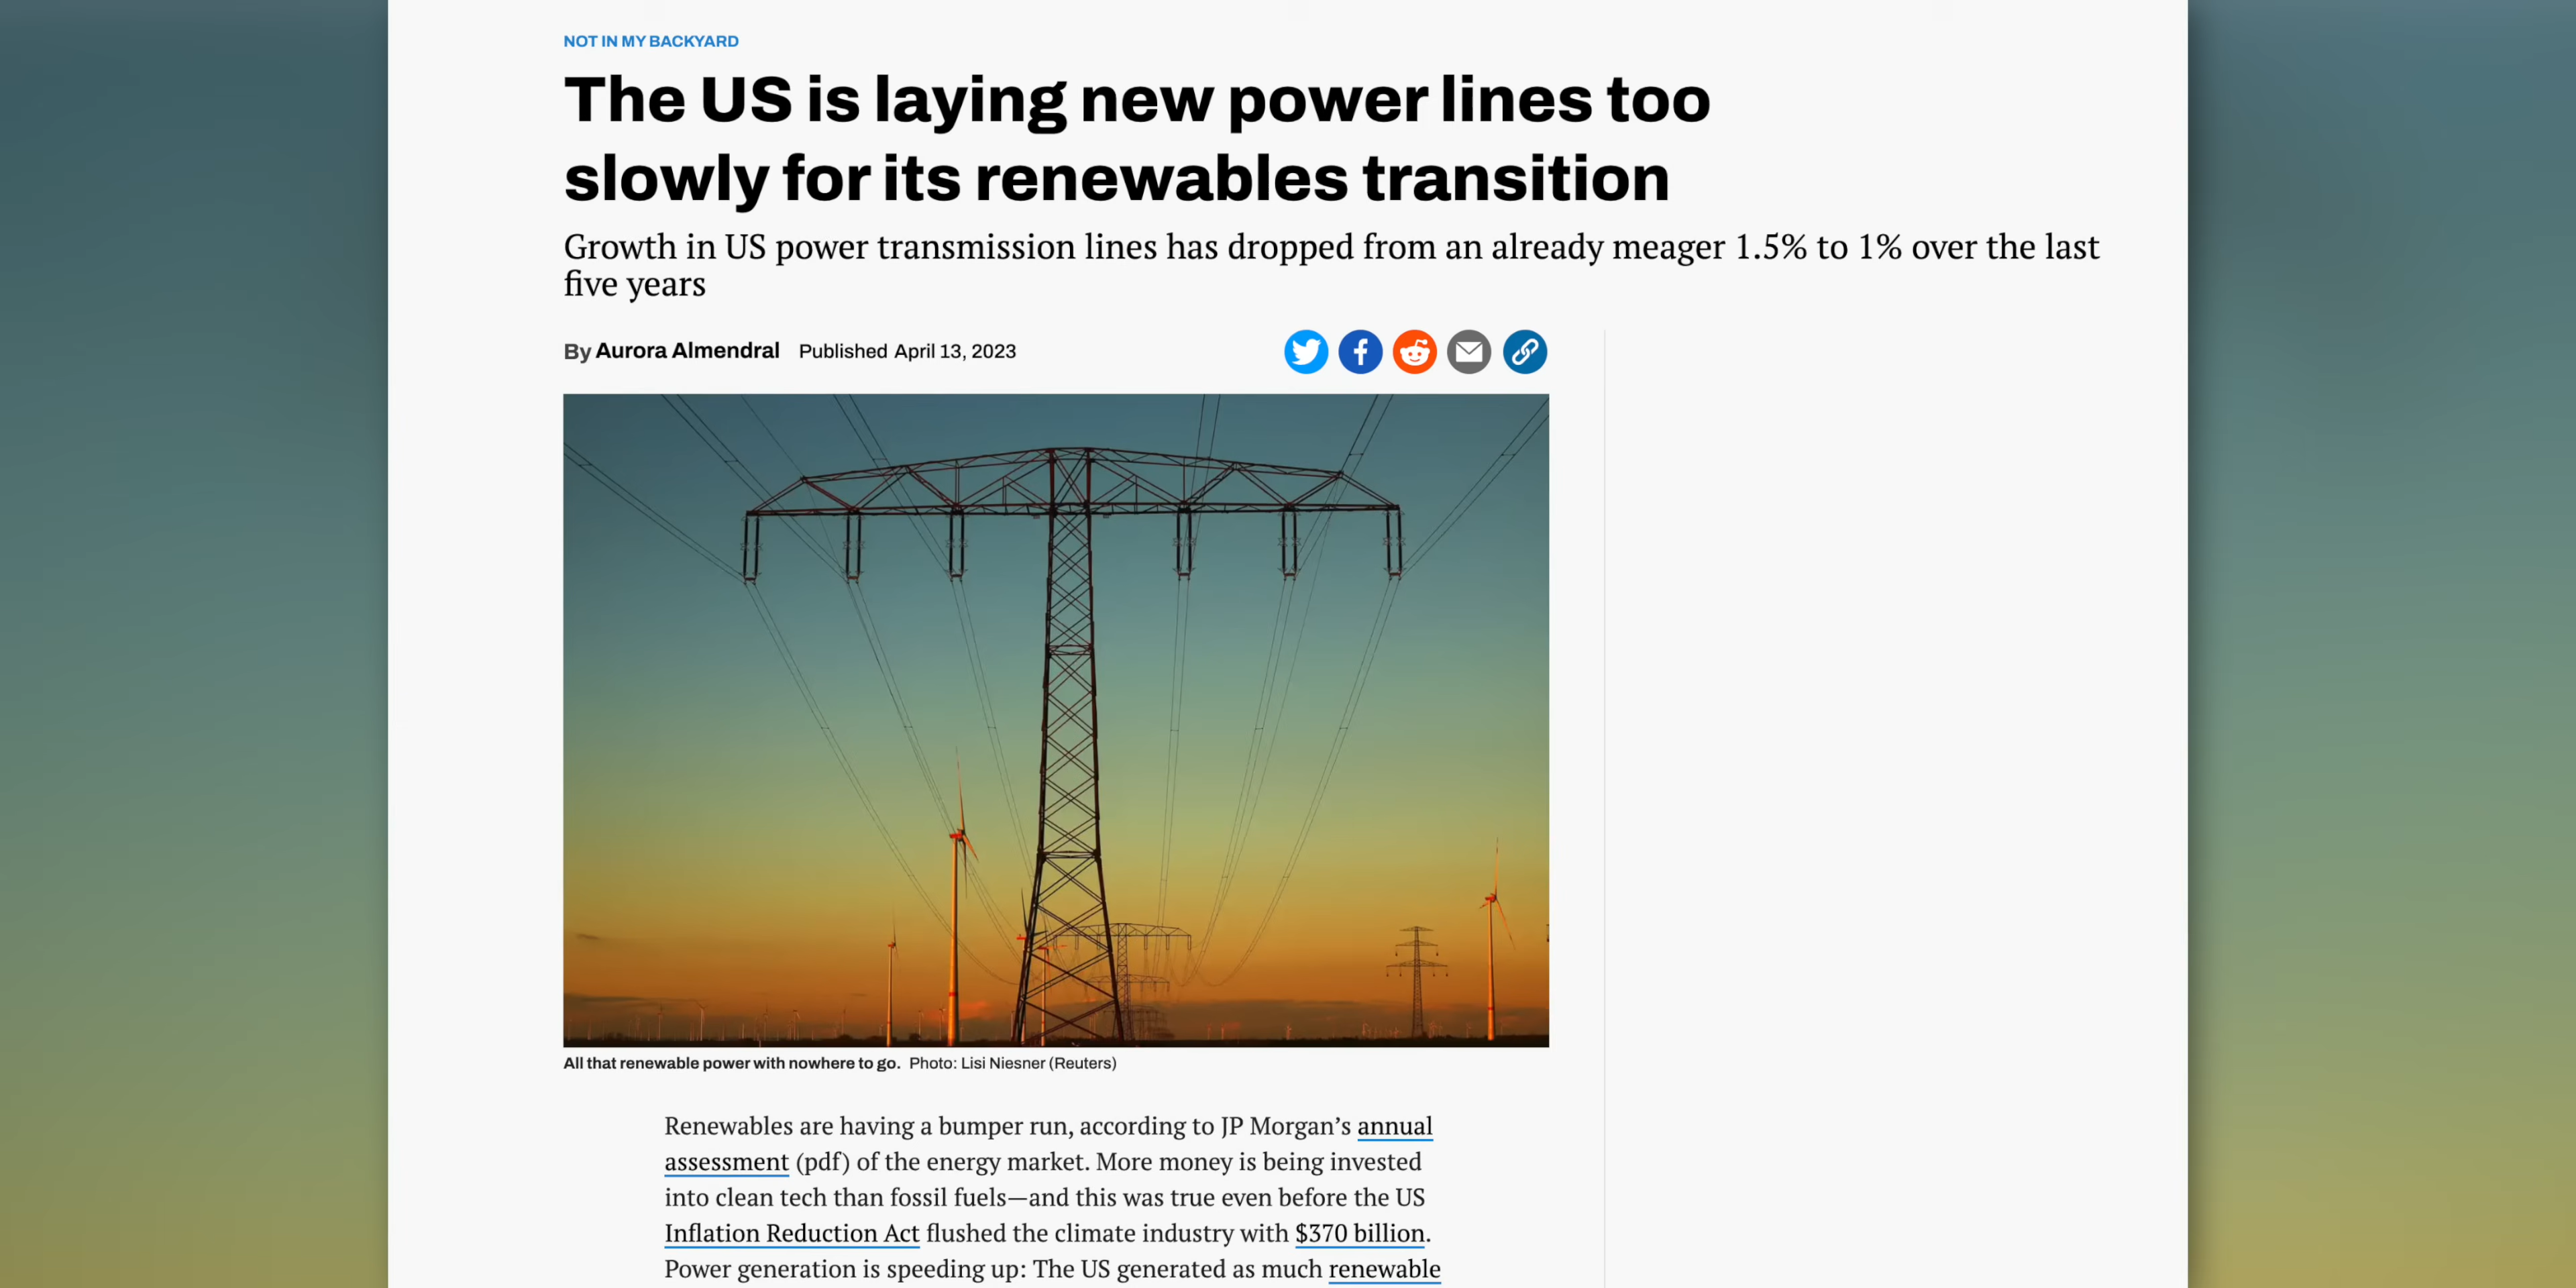 NOT IN MY BACKYARD
The US is laying new power lines too
slowly for its renewables transition
Growth in US power transmission lines has dropped from an already meager 1.5% to 1% over the last
five years
By Aurora Almendral Published April 13, 2023
All that renewable power with nowhere to go. Photo: Lisi Niesner (Reuters)
Renewables are having a bumper run, according to JP Morgan’s annual
assessment (pdf) of the energy market. More money is being invested
into clean tech than fossil fuels—and this was true even before the US
Inflation Reduction Act flushed the climate industry with $370 billion.
Power generation is speeding up: The US generated as much renewable